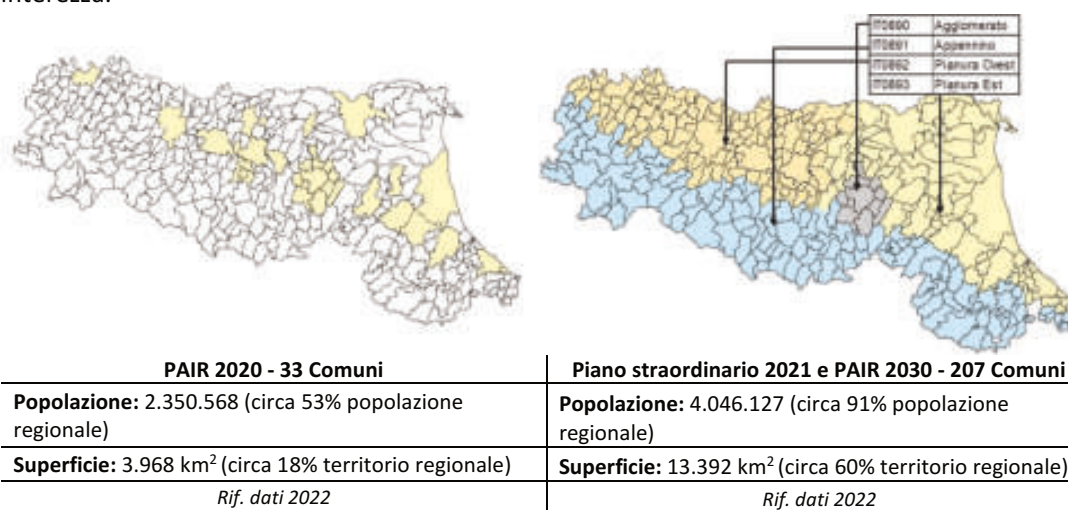 interezza.
IT0890 Agglomerato
IT0891 Appennino
IT0892 Pianura Ovest
IT0893 Pianura Est
PAIR 2020 - 33 Comuni
Piano straordinario 2021 e PAIR 2030 - 207 Comuni
Popolazione: 2.350.568 (circa 53% popolazione
regionale)
Popolazione: 4.046.127 (circa 91% popolazione
regionale)
Superficie: 3.968 km² (circa 18% territorio regionale)
Superficie: 13.392 km² (circa 60% territorio regionale)
Rif. dati 2022
Rif. dati 2022